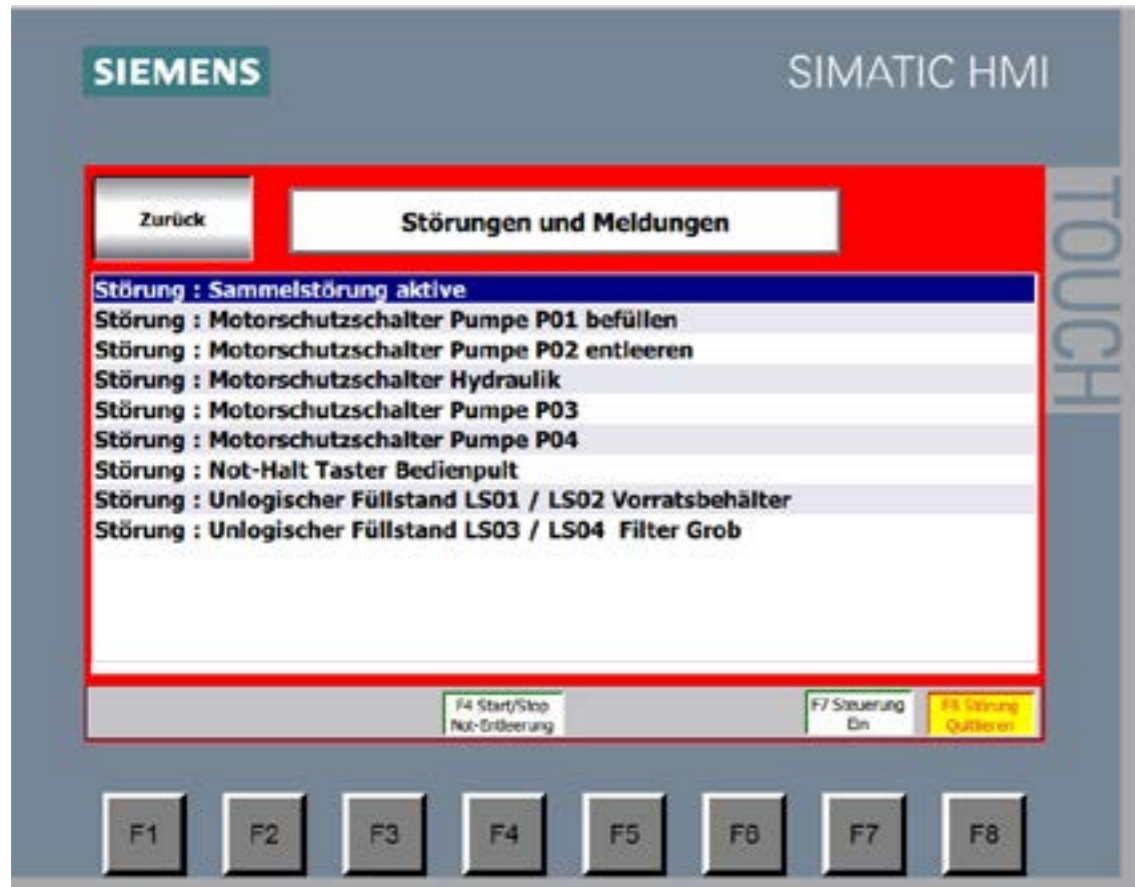 SIEMENS
SIMATIC HMI
TOUCH
Zurück
Störungen und Meldungen
Störung : Sammelstörung aktive
Störung : Motorschutzschalter Pumpe P01 befüllen
Störung : Motorschutzschalter Pumpe P02 entleeren
Störung : Motorschutzschalter Hydraulik
Störung : Motorschutzschalter Pumpe P03
Störung : Motorschutzschalter Pumpe P04
Störung : Not-Halt Taster Bedienpult
Störung : Unlogischer Füllstand LS01 / LS02 Vorratsbehälter
Störung : Unlogischer Füllstand LS03 / LS04 Filter Grob
F4 Start/Stop
Not-Entleerung
F7 Steuerung
Ein
F8 Störung
Quittieren
F1 F2 F3 F4 F5 F6 F7 F8